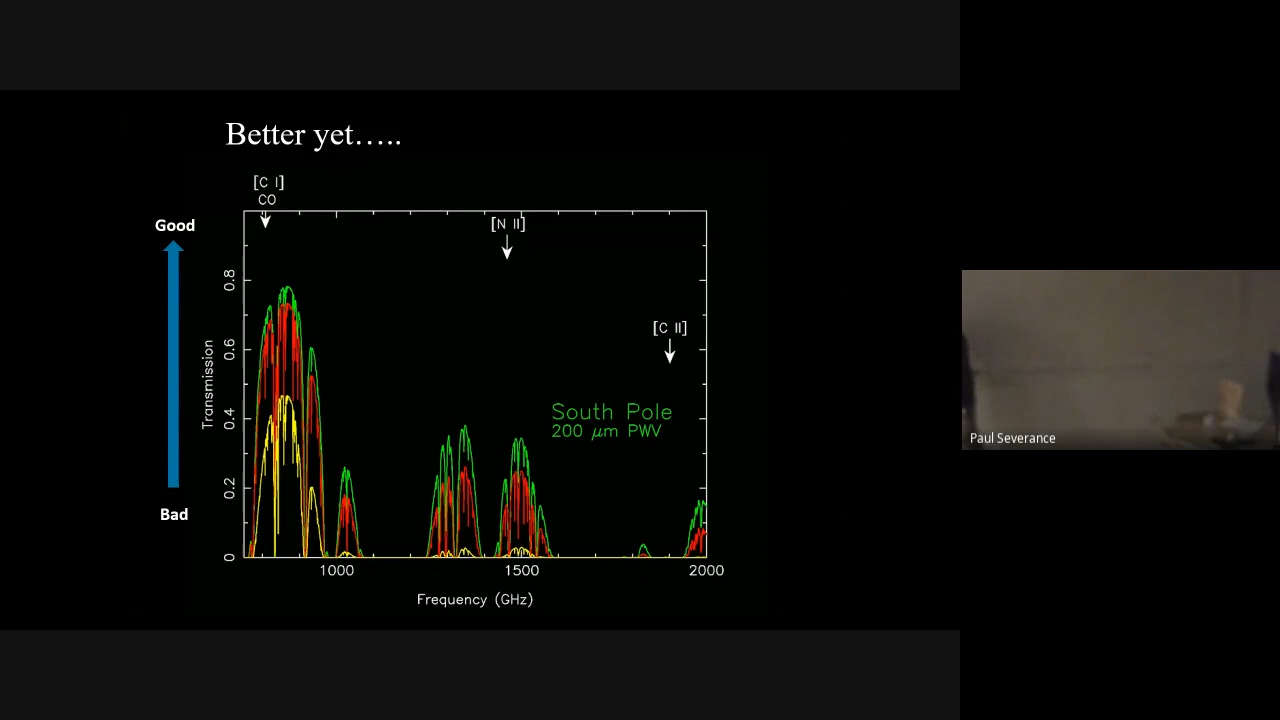 Better yet…..
[C I]
CO
[N II]
[C II]
Good
Bad
Transmission
0
0.2
0.4
0.6
0.8
South Pole
200 μm PWV
1000
1500
2000
Frequency (GHz)
Paul Severance